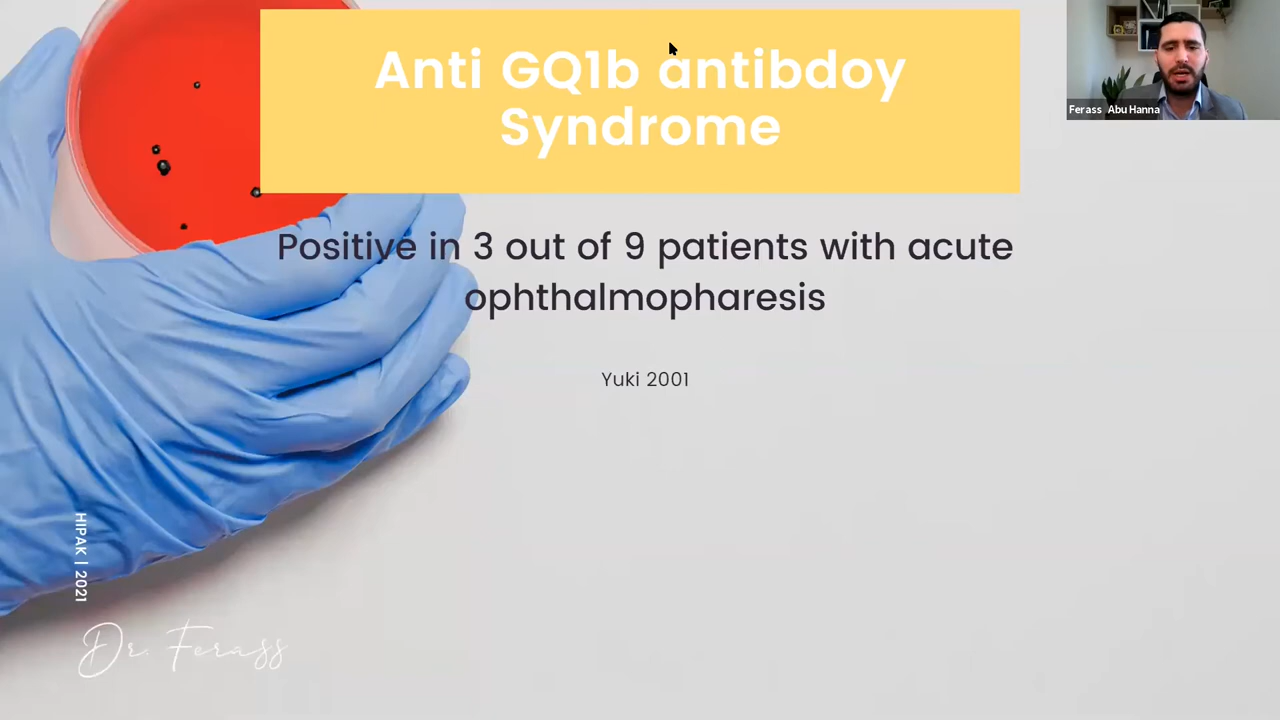 Anti GQ1b antibdoy
Syndrome
Ferass Abu Hanna
Positive in 3 out of 9 patients with acute
ophthalmopharesis
Yuki 2001
HIPAK | 2021
Dr. Ferass